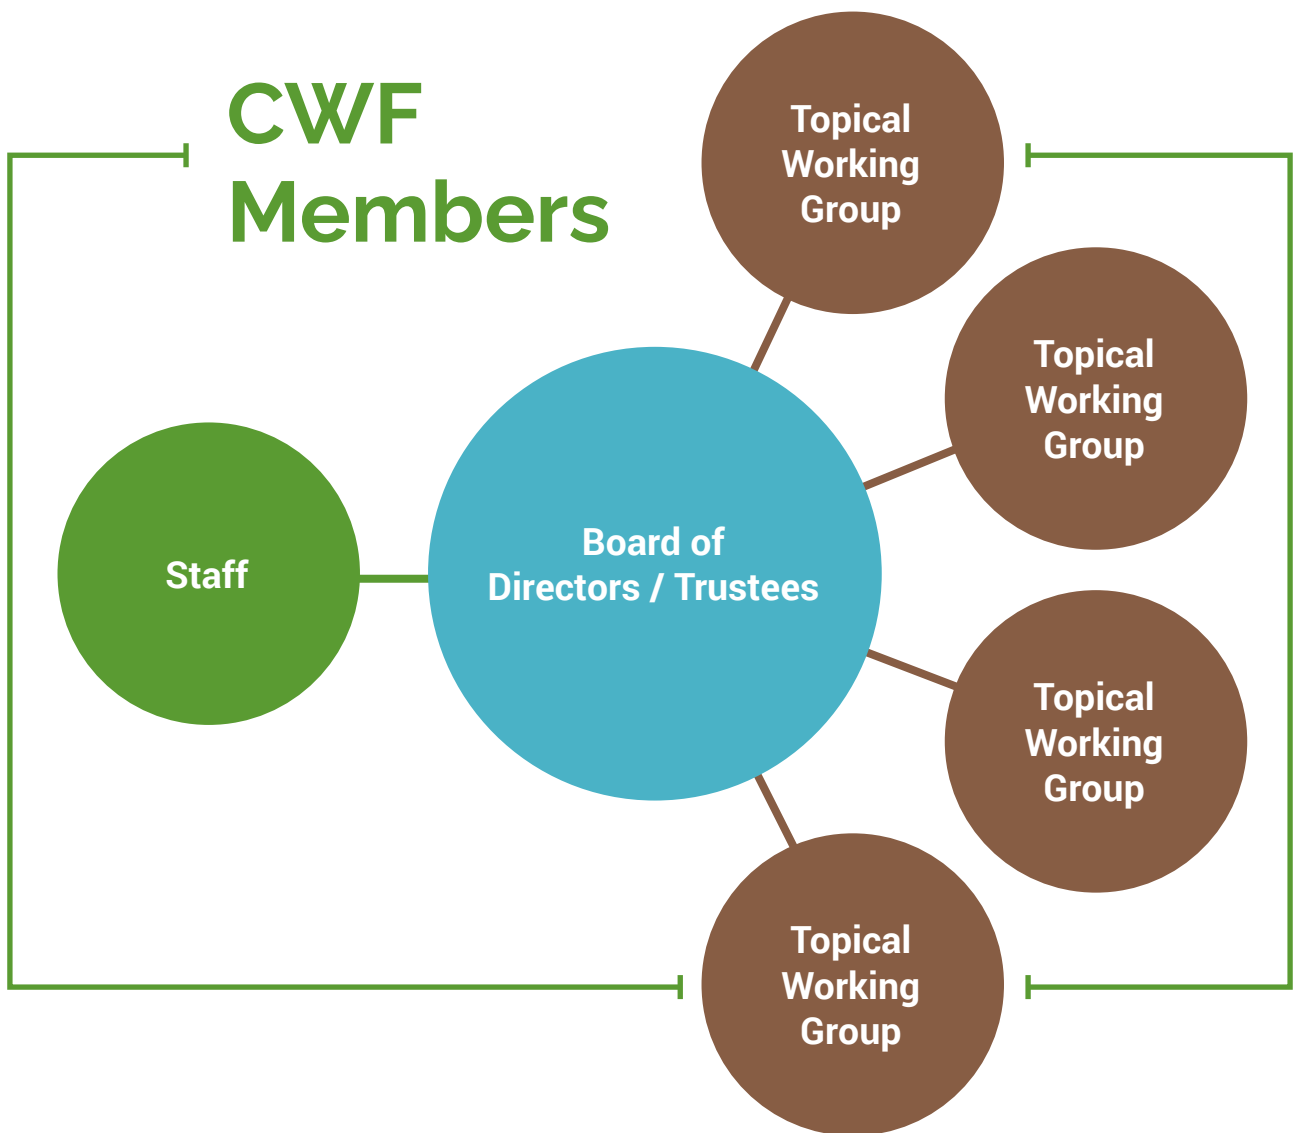 CWF
Members
Topical
Working
Group
Topical
Working
Group
Staff
Board of
Directors / Trustees
Topical
Working
Group
Topical
Working
Group